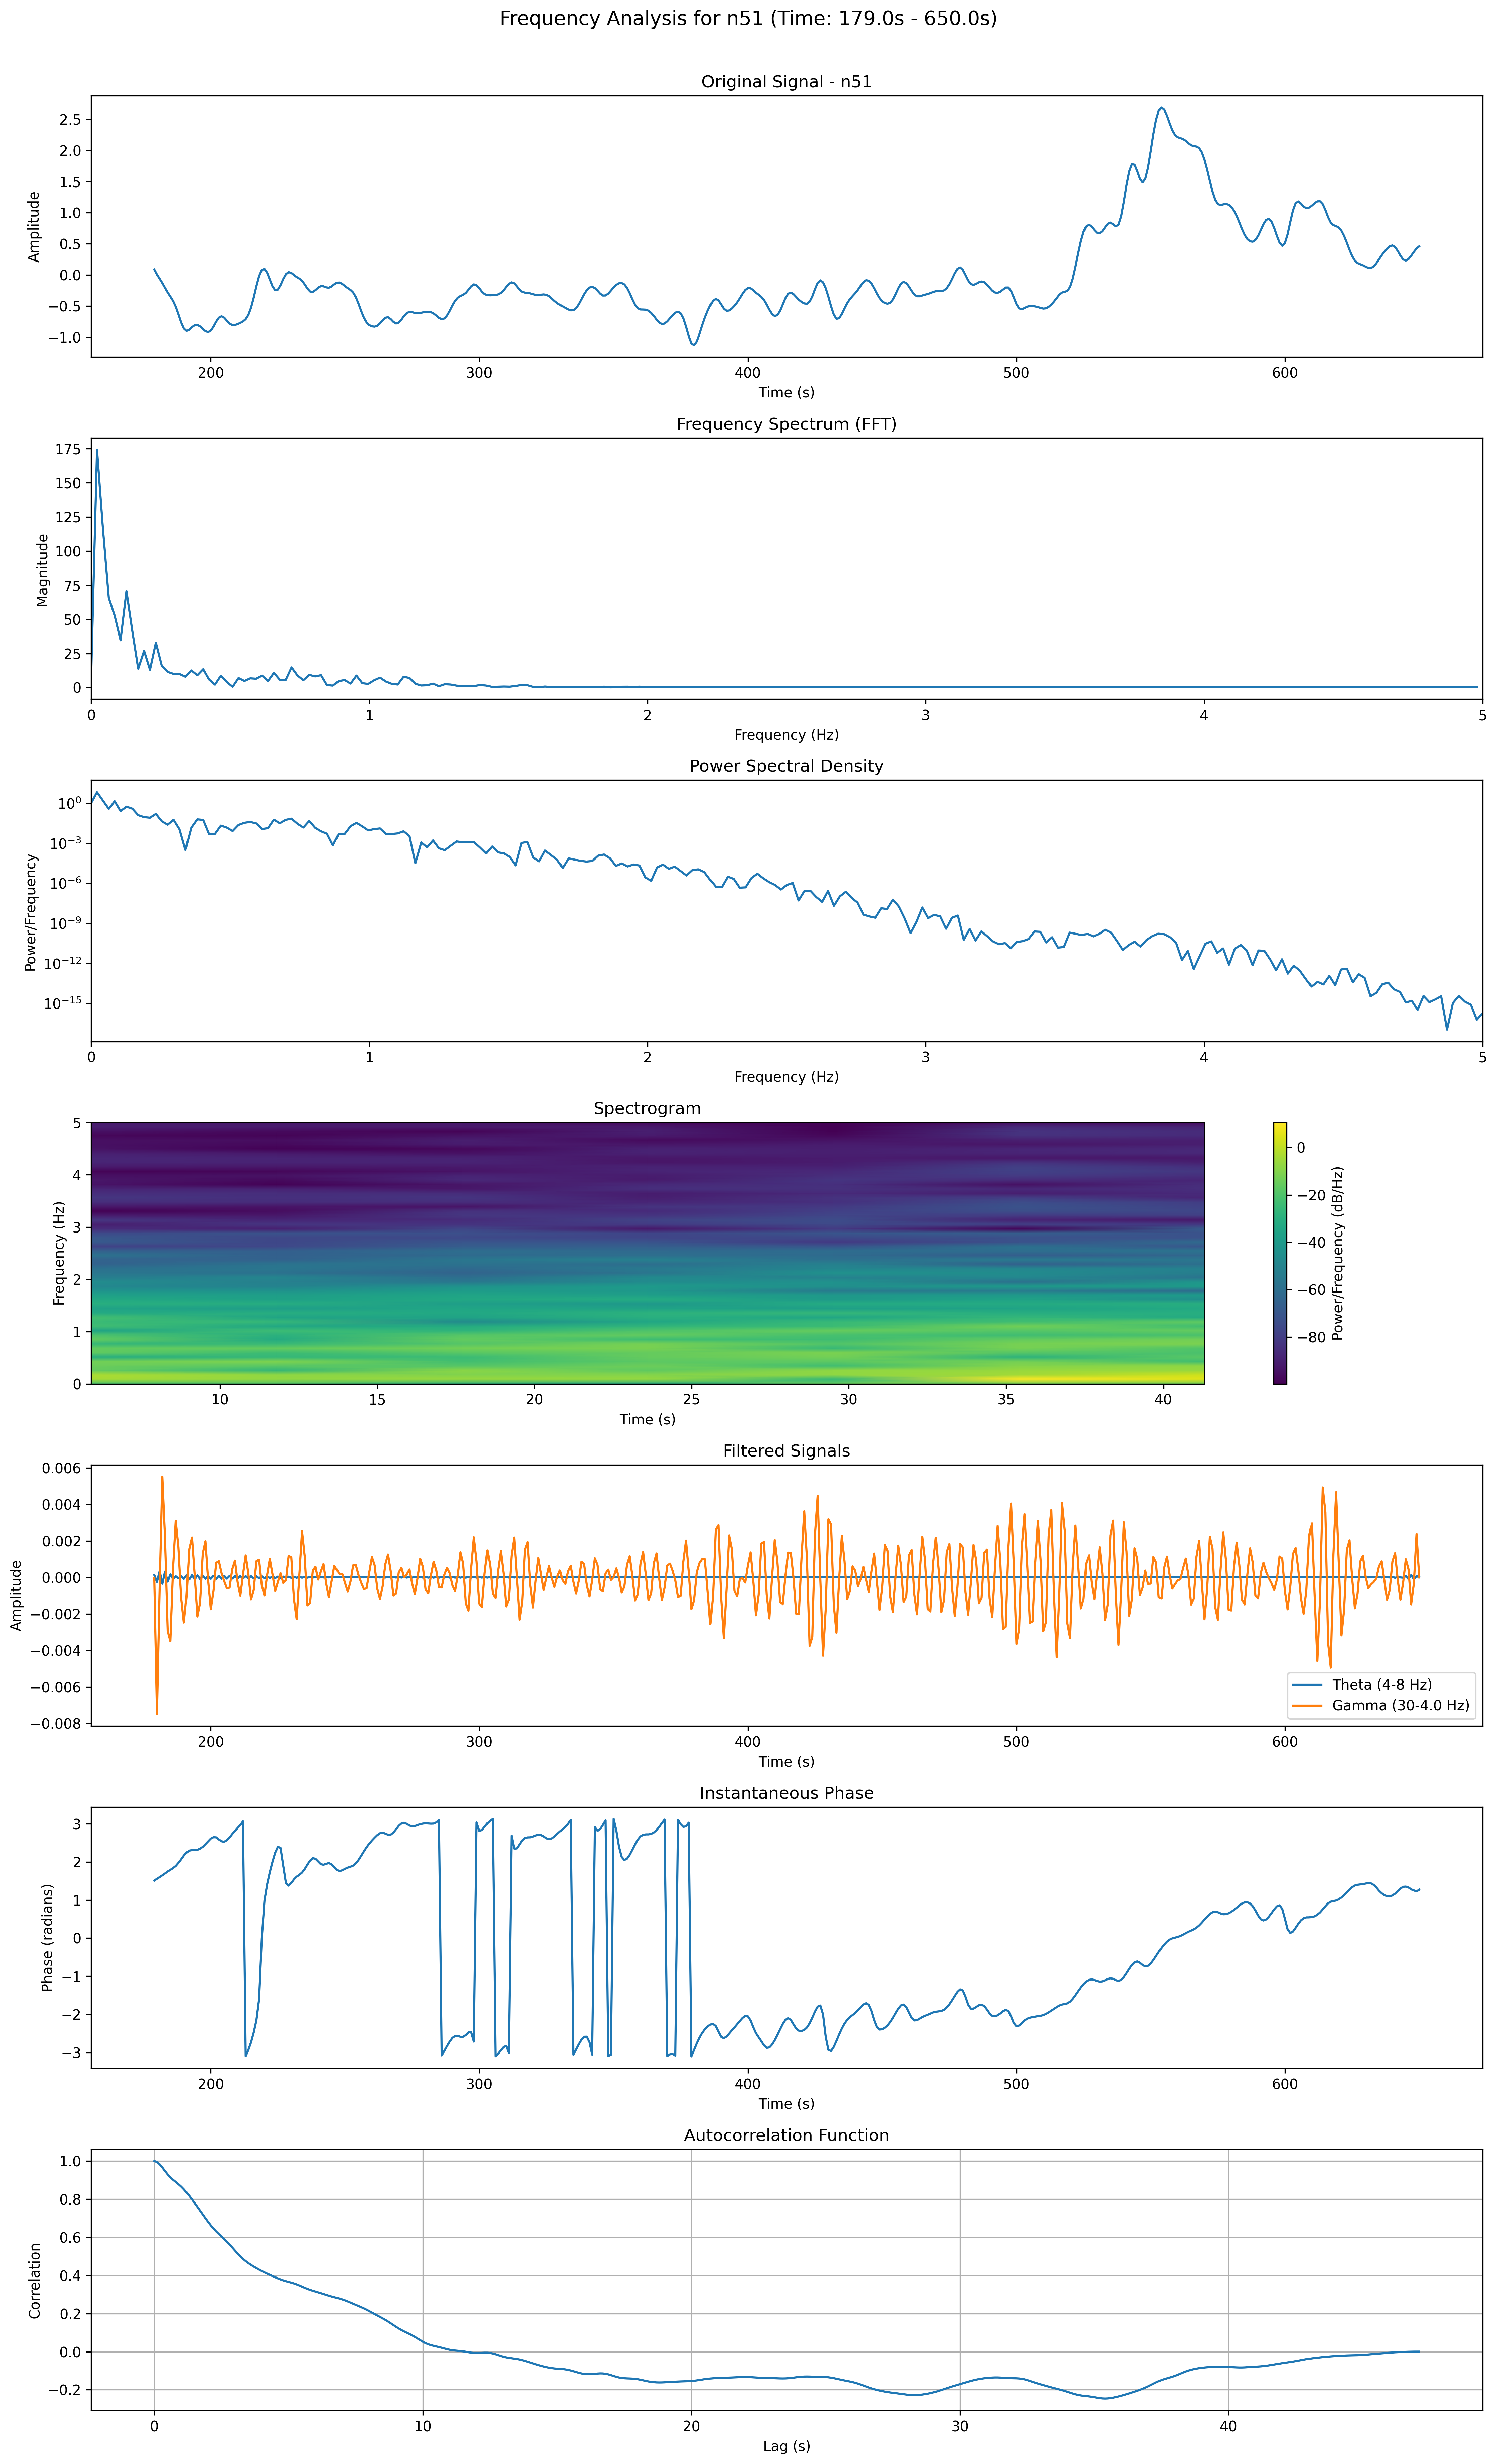 Frequency Analysis for n51 (Time: 179.0s - 650.0s)
Original Signal - n51
Amplitude
2.5
2.0
1.5
1.0
0.5
0.0
−0.5
−1.0
200 300 400 500 600
Time (s)
Frequency Spectrum (FFT)
Magnitude
175
150
125
100
75
50
25
0
0 1 2 3 4 5
Frequency (Hz)
Power Spectral Density
Power/Frequency
10⁰
10⁻³
10⁻⁶
10⁻⁹
10⁻¹²
10⁻¹⁵
0 1 2 3 4 5
Frequency (Hz)
Spectrogram
Frequency (Hz)
5
4
3
2
1
0
10 15 20 25 30 35 40
Time (s)
0
−20
−40
−60
−80
Power/Frequency (dB/Hz)
Filtered Signals
Amplitude
0.006
0.004
0.002
0.000
−0.002
−0.004
−0.006
−0.008
Theta (4-8 Hz)
Gamma (30-4.0 Hz)
200 300 400 500 600
Time (s)
Instantaneous Phase
Phase (radians)
3
2
1
0
−1
−2
−3
200 300 400 500 600
Time (s)
Autocorrelation Function
Correlation
1.0
0.8
0.6
0.4
0.2
0.0
−0.2
0 10 20 30 40
Lag (s)